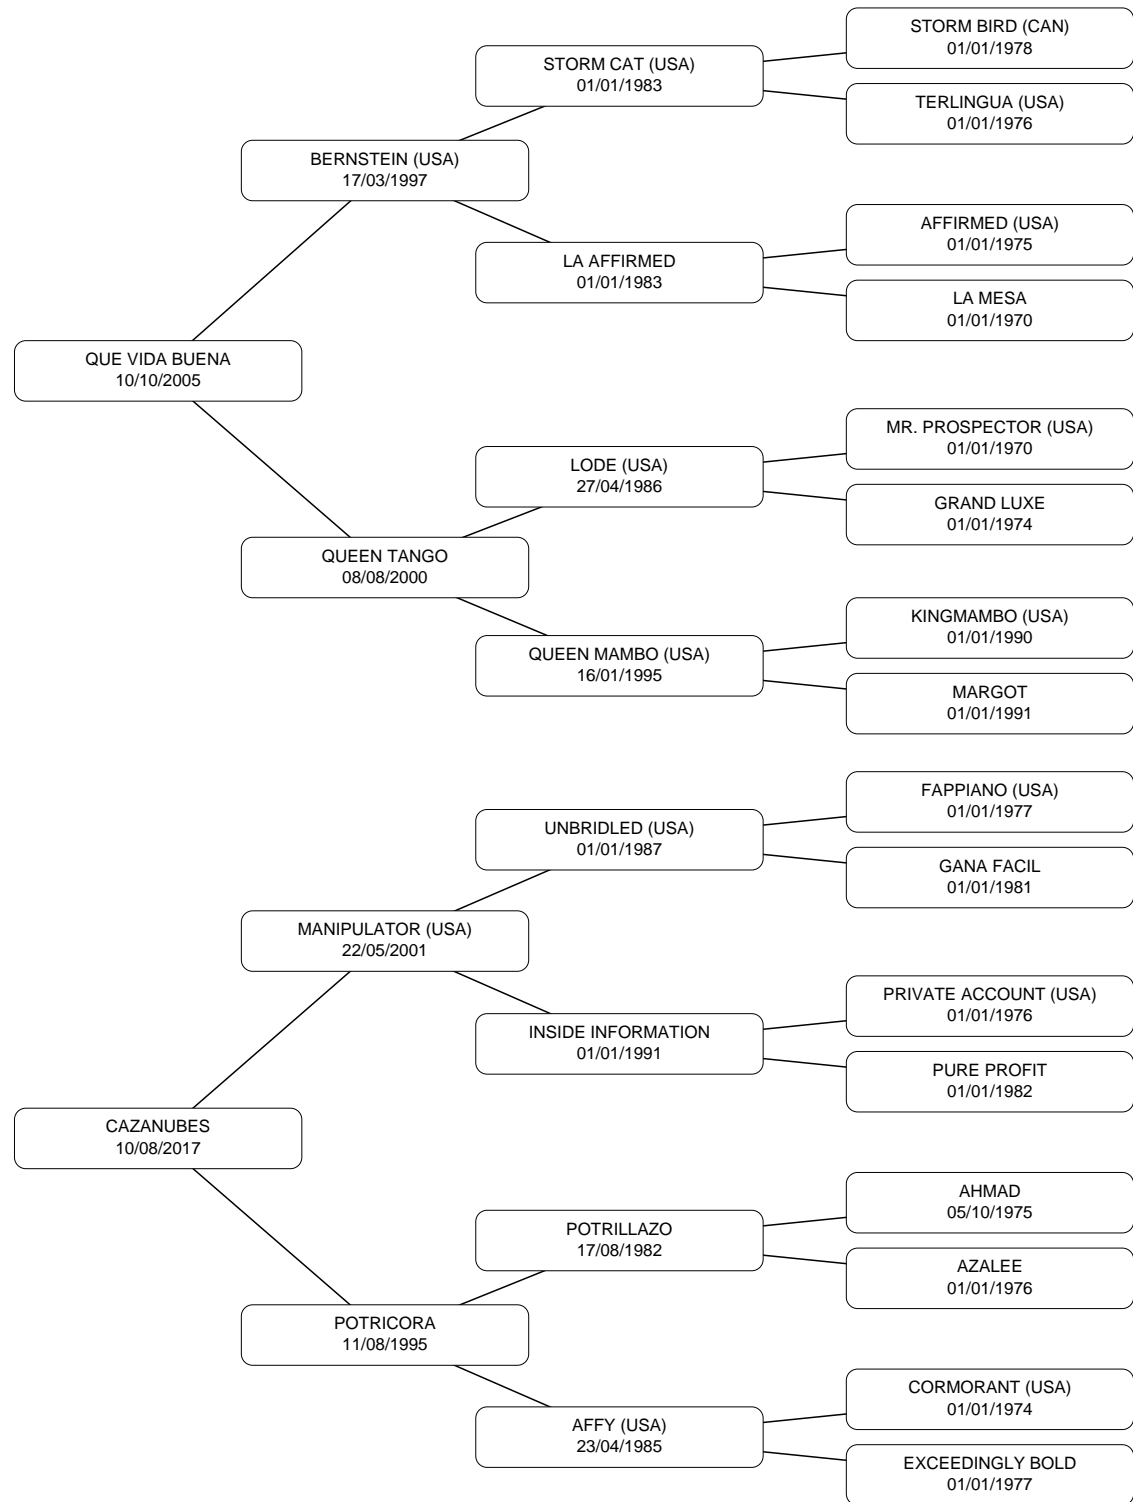 STORM BIRD (CAN)
01/01/1978
STORM CAT (USA)
01/01/1983
TERLINGUA (USA)
01/01/1976
BERNSTEIN (USA)
17/03/1997
AFFIRMED (USA)
01/01/1975
LA AFFIRMED
01/01/1983
LA MESA
01/01/1970
QUE VIDA BUENA
10/10/2005
MR. PROSPECTOR (USA)
01/01/1970
LODE (USA)
27/04/1986
GRAND LUXE
01/01/1974
QUEEN TANGO
08/08/2000
KINGMAMBO (USA)
01/01/1990
QUEEN MAMBO (USA)
16/01/1995
MARGOT
01/01/1991
FAPPIANO (USA)
01/01/1977
UNBRIDLED (USA)
01/01/1987
GANA FACIL
01/01/1981
MANIPULATOR (USA)
22/05/2001
PRIVATE ACCOUNT (USA)
01/01/1976
INSIDE INFORMATION
01/01/1991
PURE PROFIT
01/01/1982
CAZANUBES
10/08/2017
AHMAD
05/10/1975
POTRILLAZO
17/08/1982
AZALEE
01/01/1976
POTRICORA
11/08/1995
CORMORANT (USA)
01/01/1974
AFFY (USA)
23/04/1985
EXCEEDINGLY BOLD
01/01/1977